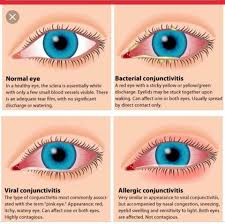 Normal eye
In a healthy eye, the sclera is essentially white
with only a few small blood vessels visible. There
is an adequate tear film, with no significant
discharge or watering.
Bacterial conjunctivitis
A red eye with a sticky yellow or yellow/green
discharge. Eyelids may be stuck together upon
waking. Can affect one or both eyes. Usually spread
by direct contact only.
Viral conjunctivitis
The type of conjunctivitis most commonly associ-
ated with the term "pink eye." Appearance: red,
itchy, watery eye. Can affect one or both eyes.
Highly contagious.
Allergic conjunctivitis
Very similar in appearance to viral conjunctivitis,
but accompanied by nasal congestion, sneezing,
eyelid swelling and sensitivity to light. Both eyes
are affected. Not contagious.